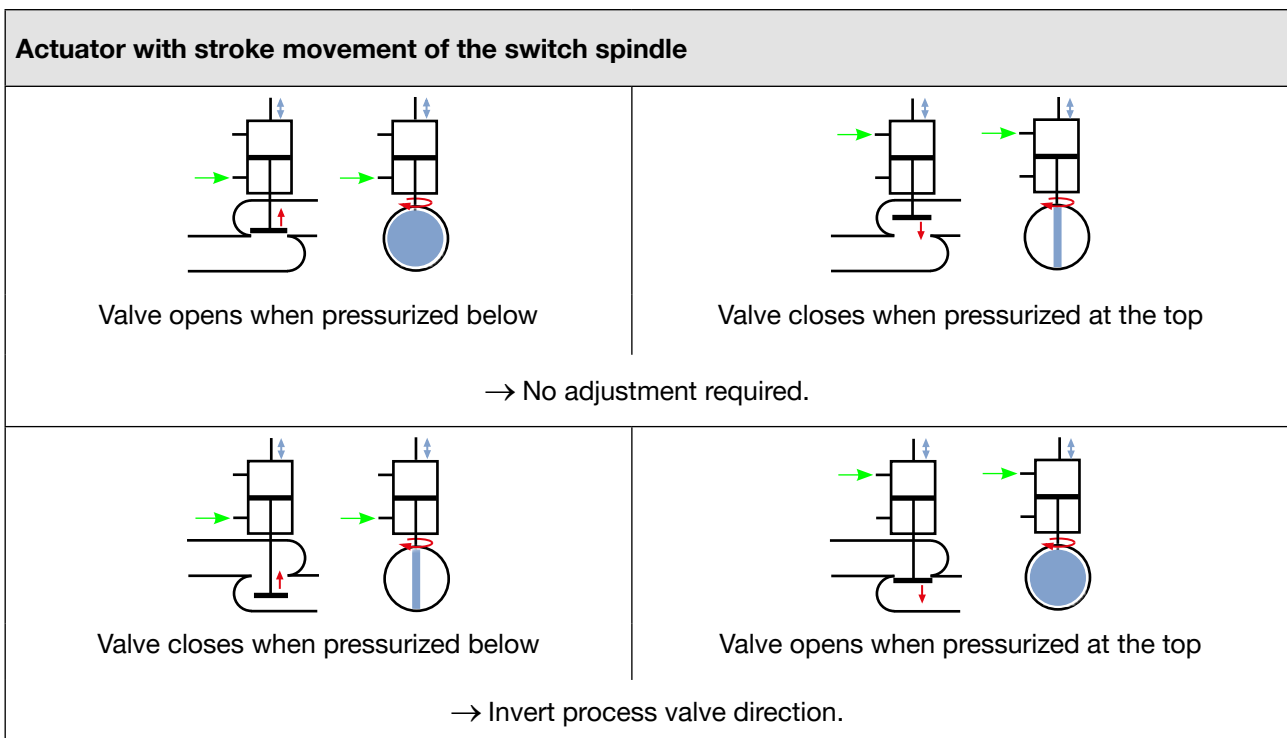 Actuator with stroke movement of the switch spindle
Valve opens when pressurized below
Valve closes when pressurized at the top
→ No adjustment required.
Valve closes when pressurized below
Valve opens when pressurized at the top
→ Invert process valve direction.